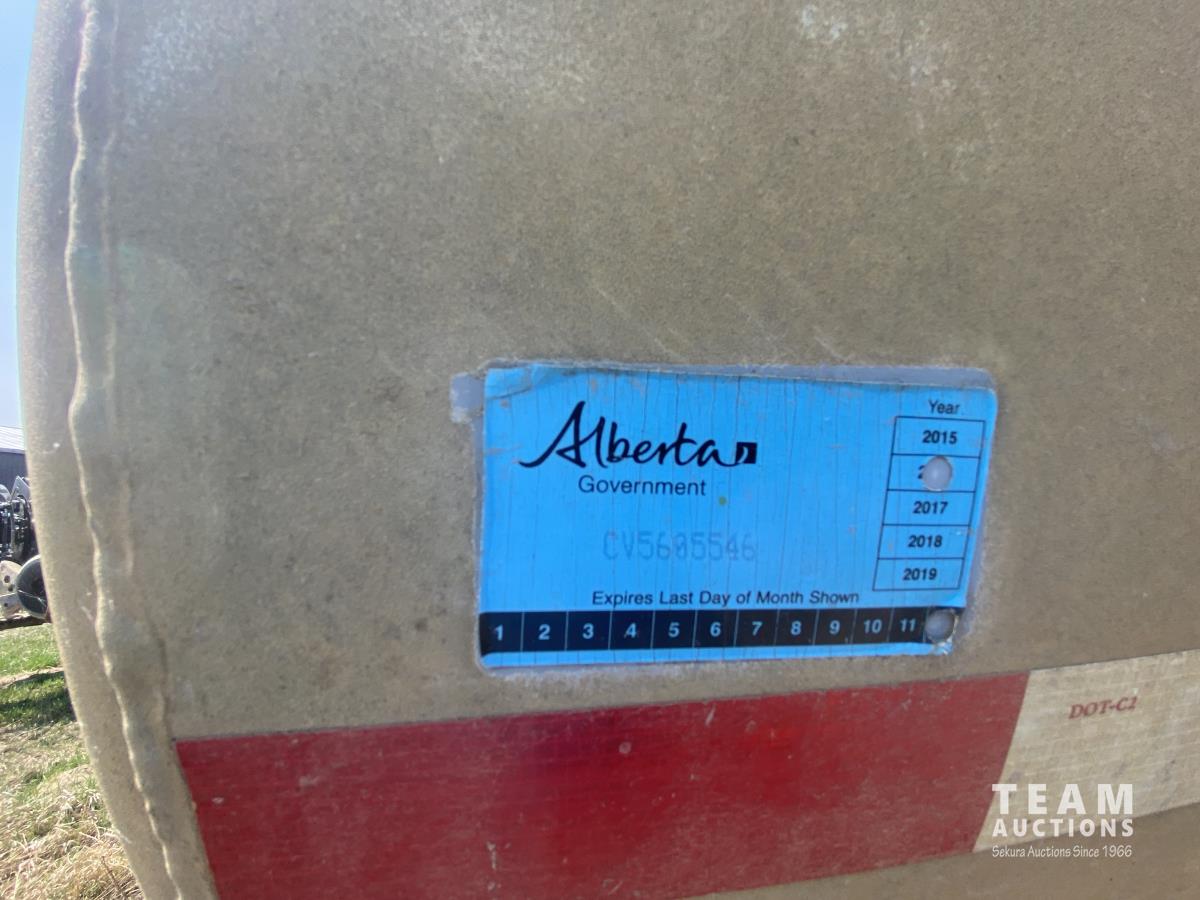 Alberta
Government
CV5605546
Year
2015
2017
2018
2019
Expires Last Day of Month Shown
1 2 3 4 5 6 7 8 9 10 11
DOT-C2
TEAM
AUCTIONS
Sekura Auctions Since 1966